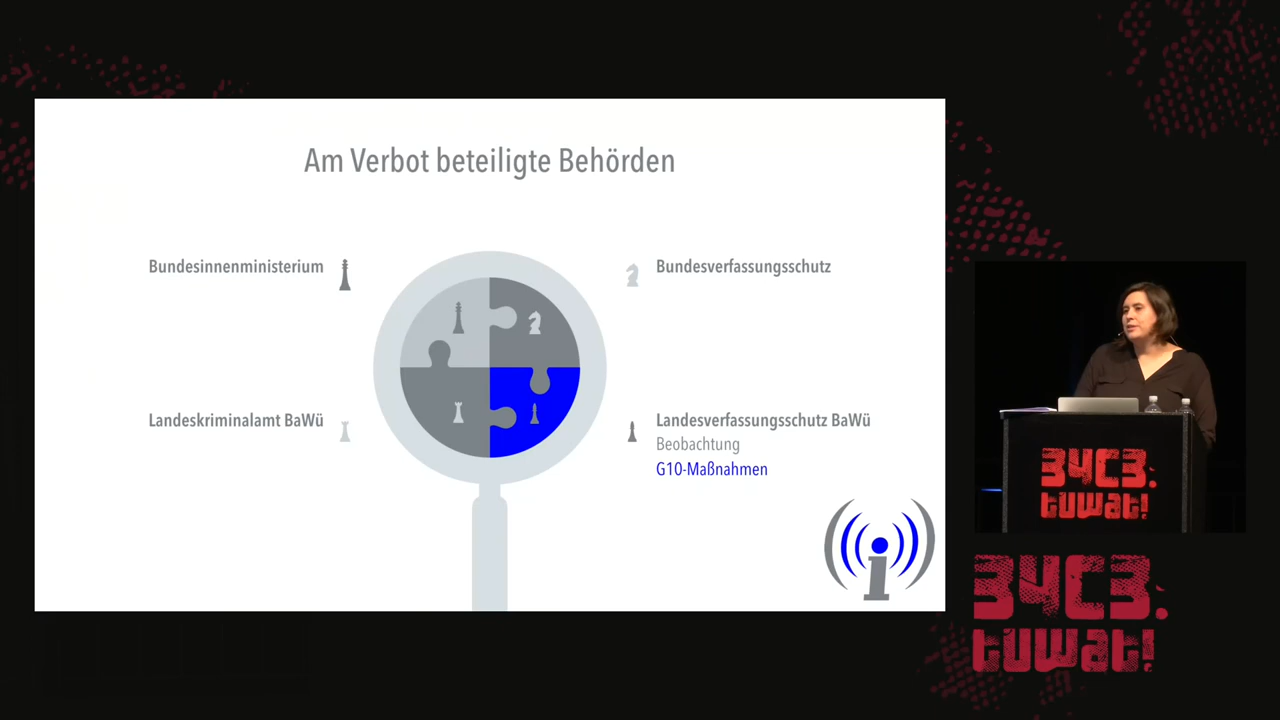 Am Verbot beteiligte Behörden
Bundesinnenministerium
Bundesverfassungsschutz
Landeskriminalamt BaWü
Landesverfassungsschutz BaWü
Beobachtung
G10-Maßnahmen
34C3.
tuwat!
34C3.
tuwat!